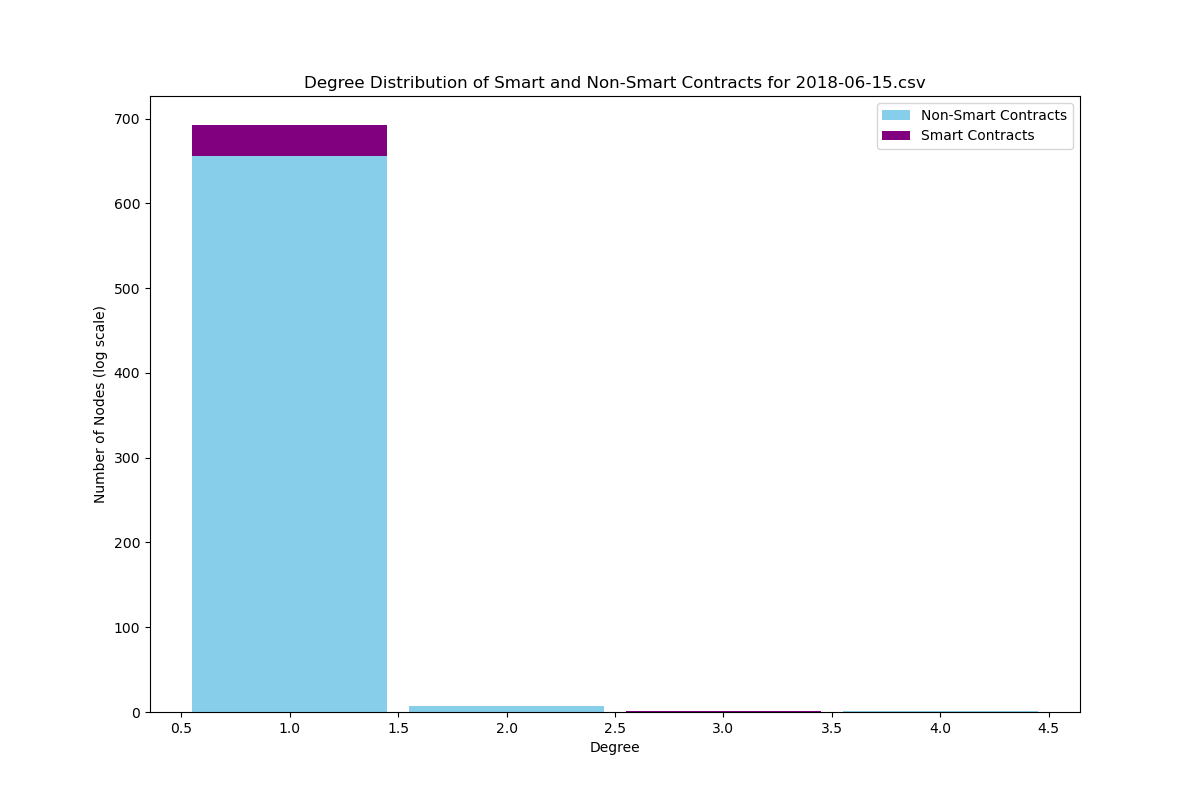 Degree Distribution of Smart and Non-Smart Contracts for 2018-06-15.csv
Non-Smart Contracts
Smart Contracts
Number of Nodes (log scale)
700
600
500
400
300
200
100
0
0.5 1.0 1.5 2.0 2.5 3.0 3.5 4.0 4.5
Degree